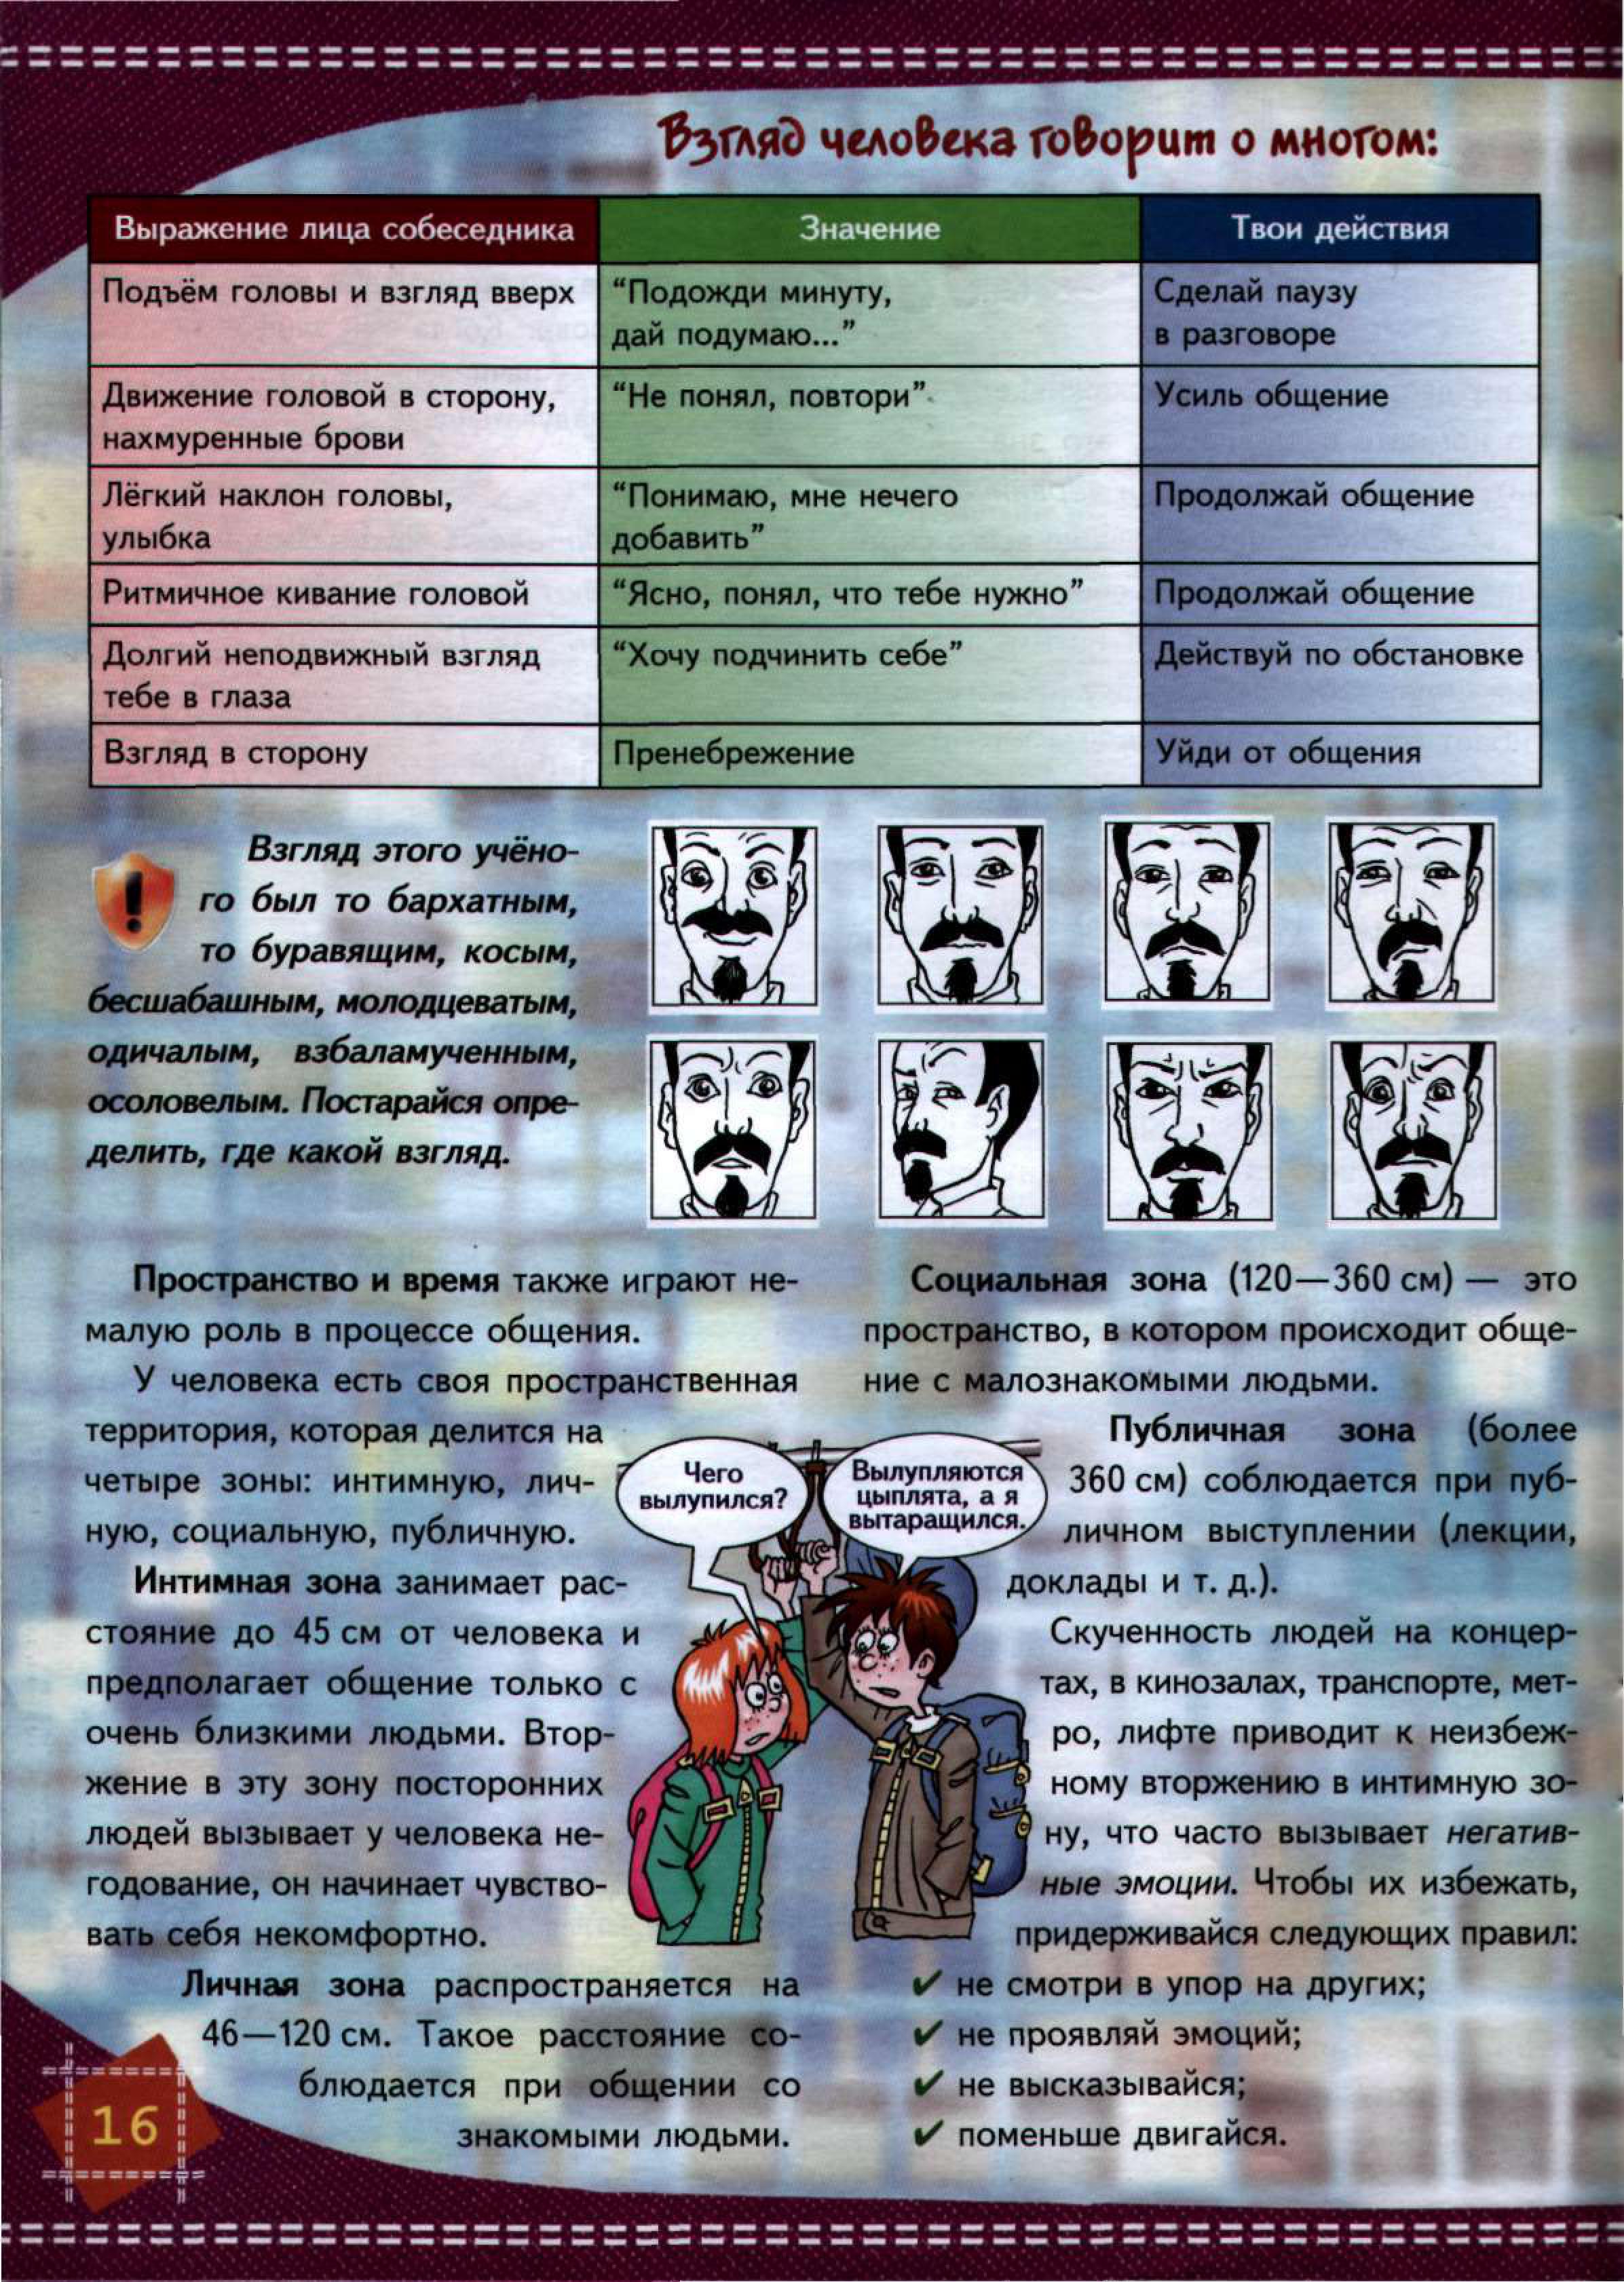 Взгляд человека говорит о многом:
Выражение лица собеседника
Значение
Твои действия
Подъём головы и взгляд вверх
“Подожди минуту,
дай подумаю...”
Сделай паузу
в разговоре
Движение головой в сторону,
нахмуренные брови
“Не понял, повтори”
Усиль общение
Лёгкий наклон головы,
улыбка
“Понимаю, мне нечего
добавить”
Продолжай общение
Ритмичное кивание головой
“Ясно, понял, что тебе нужно”
Продолжай общение
Долгий неподвижный взгляд
тебе в глаза
“Хочу подчинить себе”
Действуй по обстановке
Взгляд в сторону
Пренебрежение
Уйди от общения
!
Взгляд этого учёно-
го был то бархатным,
то буравящим, косым,
бесшабашным, молодцеватым,
одичалым, взбаламученным,
осоловелым. Постарайся опре-
делить, где какой взгляд.
Пространство и время также играют не-
малую роль в процессе общения.
У человека есть своя пространственная
территория, которая делится на
четыре зоны: интимную, лич-
ную, социальную, публичную.
Интимная зона занимает рас-
стояние до 45 см от человека и
предполагает общение только с
очень близкими людьми. Втор-
жение в эту зону посторонних
людей вызывает у человека не-
годование, он начинает чувство-
вать себя некомфортно.
Личная зона распространяется на
46—120 см. Такое расстояние со-
блюдается при общении со
знакомыми людьми.
Чего
вылупился?
Вылупляются
цыплята, а я
вытаращился.
Социальная зона (120—360 см) — это
пространство, в котором происходит обще-
ние с малознакомыми людьми.
Публичная зона (более
360 см) соблюдается при пуб-
личном выступлении (лекции,
доклады и т. д.).
Скученность людей на концер-
тах, в кинозалах, транспорте, мет-
ро, лифте приводит к неизбеж-
ному вторжению в интимную зо-
ну, что часто вызывает негатив-
ные эмоции. Чтобы их избежать,
придерживайся следующих правил:
✔ не смотри в упор на других;
✔ не проявляй эмоций;
✔ не высказывайся;
✔ поменьше двигайся.
16